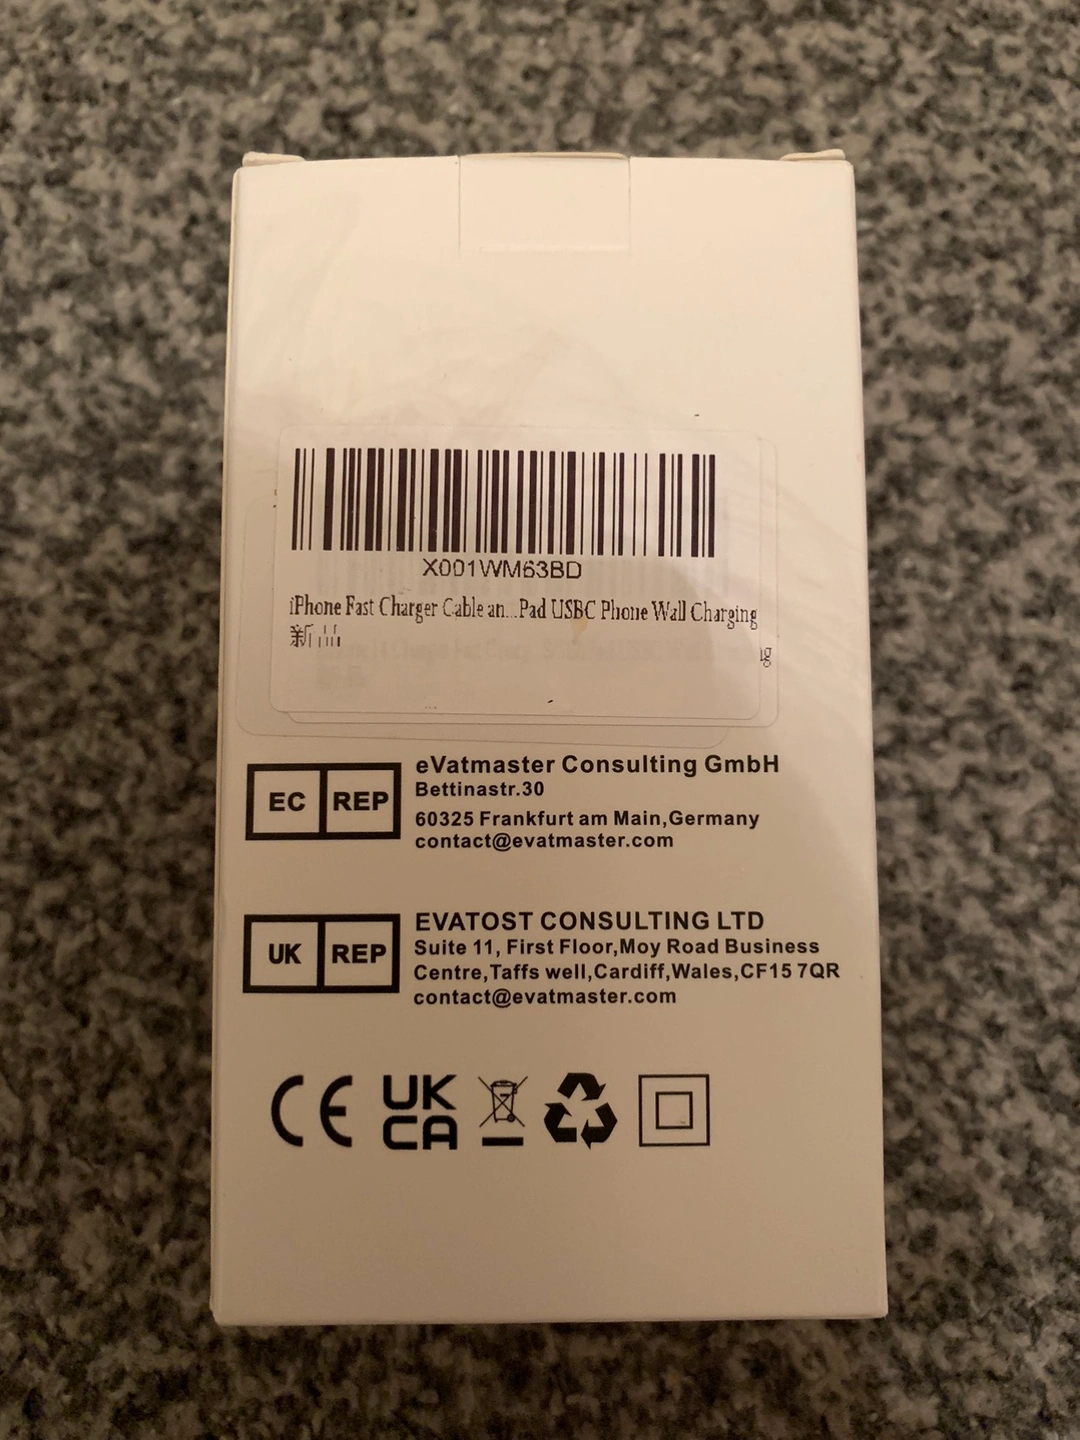 X001WM63BD
iPhone Fast Charger Cable an...Pad USBC Phone Wall Charging
新品
EC REP
eVatmaster Consulting GmbH
Bettinastr.30
60325 Frankfurt am Main,Germany
contact@evatmaster.com
UK REP
EVATOST CONSULTING LTD
Suite 11, First Floor,Moy Road Business
Centre,Taffs well,Cardiff,Wales,CF15 7QR
contact@evatmaster.com
CE UK CA